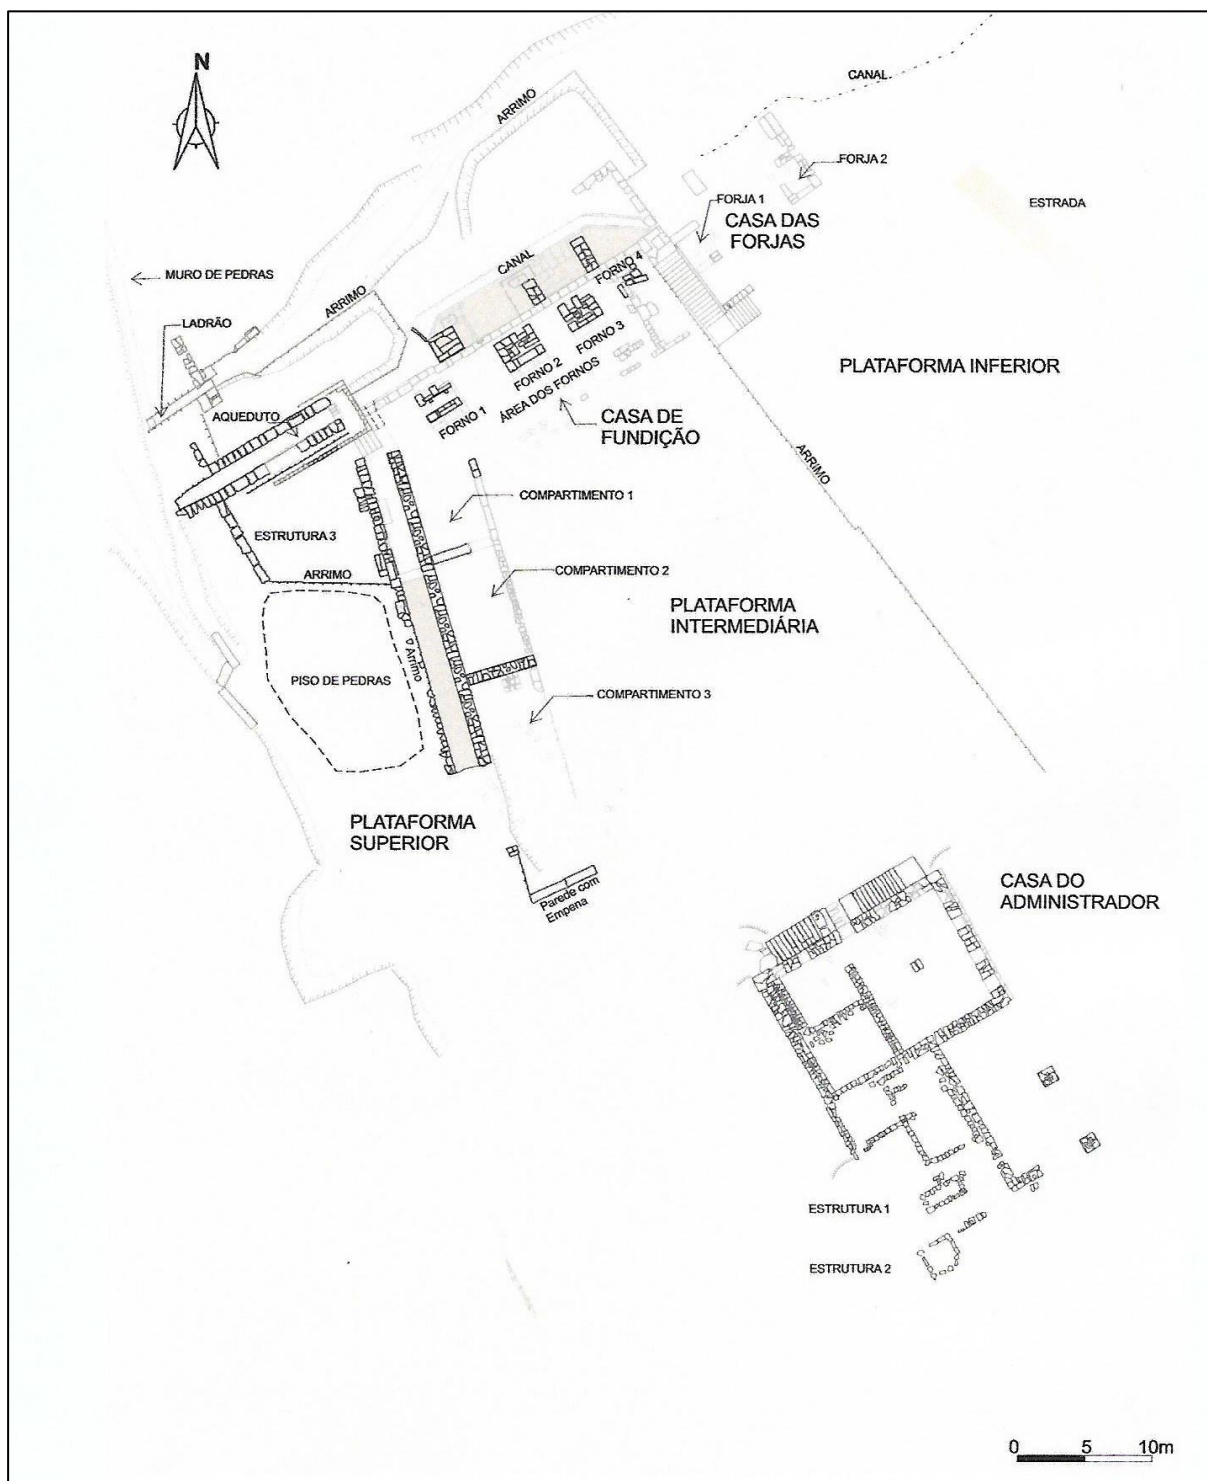 N
ARRIMO
CANAL
FORJA 2
FORJA 1
CASA DAS
FORJAS
ESTRADA
MURO DE PEDRAS
CANAL
FORNO 4
ARRIMO
LADRÃO
FORNO 3
FORNO 2
ÁREA DOS FORNOS
FORNO 1
PLATAFORMA INFERIOR
AQUEDUTO
CASA DE
FUNDIÇÃO
ARRIMO
COMPARTIMENTO 1
ESTRUTURA 3
ARRIMO
COMPARTIMENTO 2
PLATAFORMA
INTERMEDIÁRIA
Arrimo
PISO DE PEDRAS
COMPARTIMENTO 3
PLATAFORMA
SUPERIOR
Parede com
Empena
CASA DO
ADMINISTRADOR
ESTRUTURA 1
ESTRUTURA 2
0 5 10m